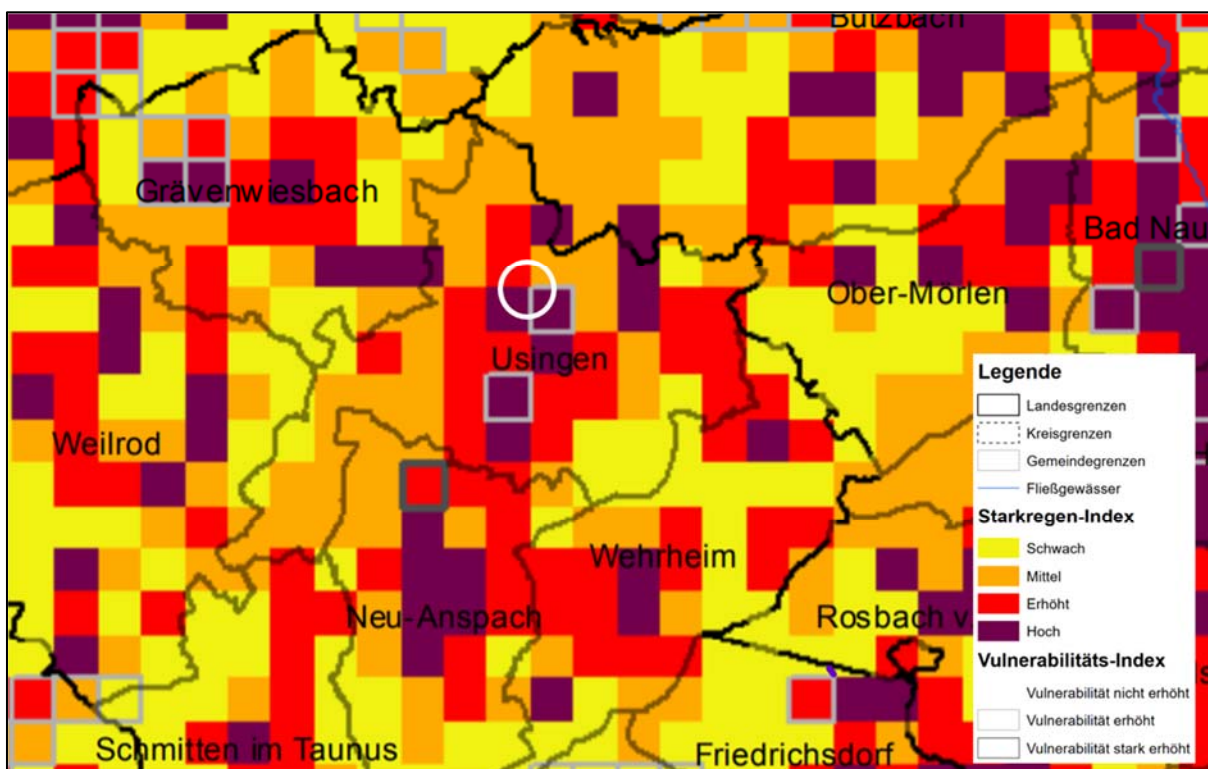 Butzbach
Grävenwiesbach
Bad Nau
Ober-Mörlen
Usingen
Weilrod
Wehrheim
Neu-Anspach
Rosbach v
Schmitten im Taunus
Friedrichsdorf
Legende
Landesgrenzen
Kreisgrenzen
Gemeindegrenzen
Fließgewässer
Starkregen-Index
Schwach
Mittel
Erhöht
Hoch
Vulnerabilitäts-Index
Vulnerabilität nicht erhöht
Vulnerabilität erhöht
Vulnerabilität stark erhöht